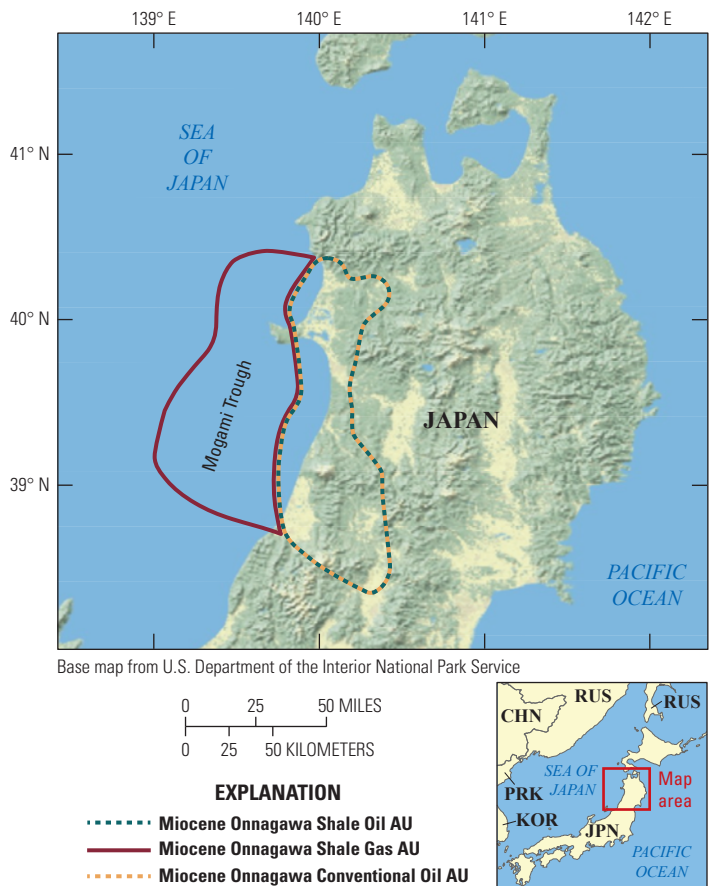 139° E
140° E
141° E
142° E
SEA
OF
JAPAN
41° N
40° N
Mogami Trough
JAPAN
39° N
PACIFIC
OCEAN
Base map from U.S. Department of the Interior National Park Service
0 25 50 MILES
0 25 50 KILOMETERS
EXPLANATION
Miocene Onnagawa Shale Oil AU
Miocene Onnagawa Shale Gas AU
Miocene Onnagawa Conventional Oil AU
RUS
RUS
CHN
SEA OF
JAPAN
Map
area
PRK
KOR
JPN
PACIFIC
OCEAN